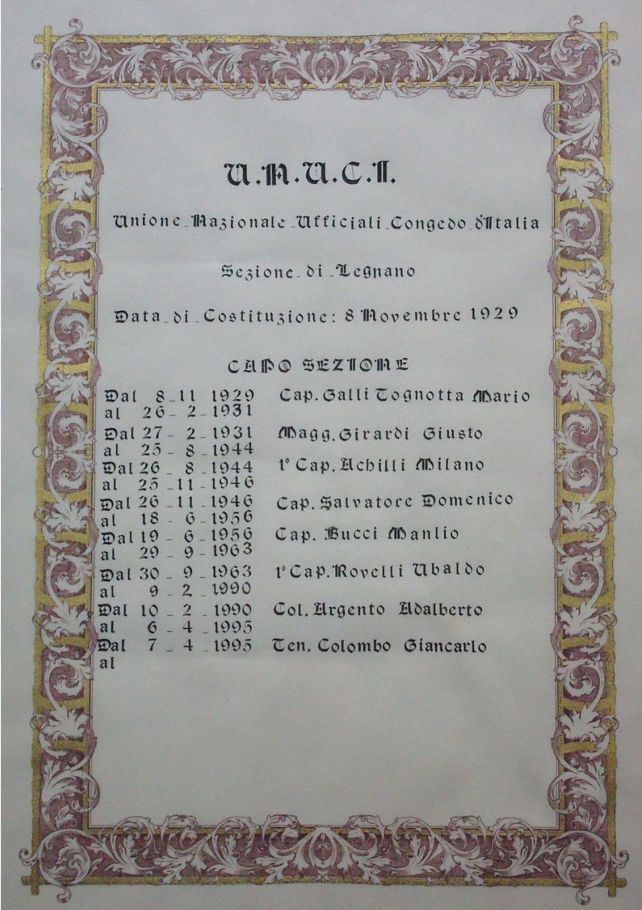 U.N.U.C.I.
Unione Nazionale Ufficiali Congedo d'Italia
Sezione di Legnano
Data di Costituzione: 8 Novembre 1929
CAPO SEZIONE
Dal 8-11 1929 Cap. Galli Tognotta Mario
al 26-2-1931
Dal 27-2-1931 Magg. Girardi Giusto
al 25-8-1944
Dal 26-8-1944 1° Cap. Achilli Milano
al 25-11-1946
Dal 26-11-1946 Cap. Salvatore Domenico
al 18-6-1956
Dal 19-6-1956 Cap. Bucci Manlio
al 29-9-1963
Dal 30-9-1963 1° Cap. Rovelli Ubaldo
al 9-2-1990
Dal 10-2-1990 Col. Argento Adalberto
al 6-4-1995
Dal 7-4-1995 Ten. Colombo Giancarlo
al